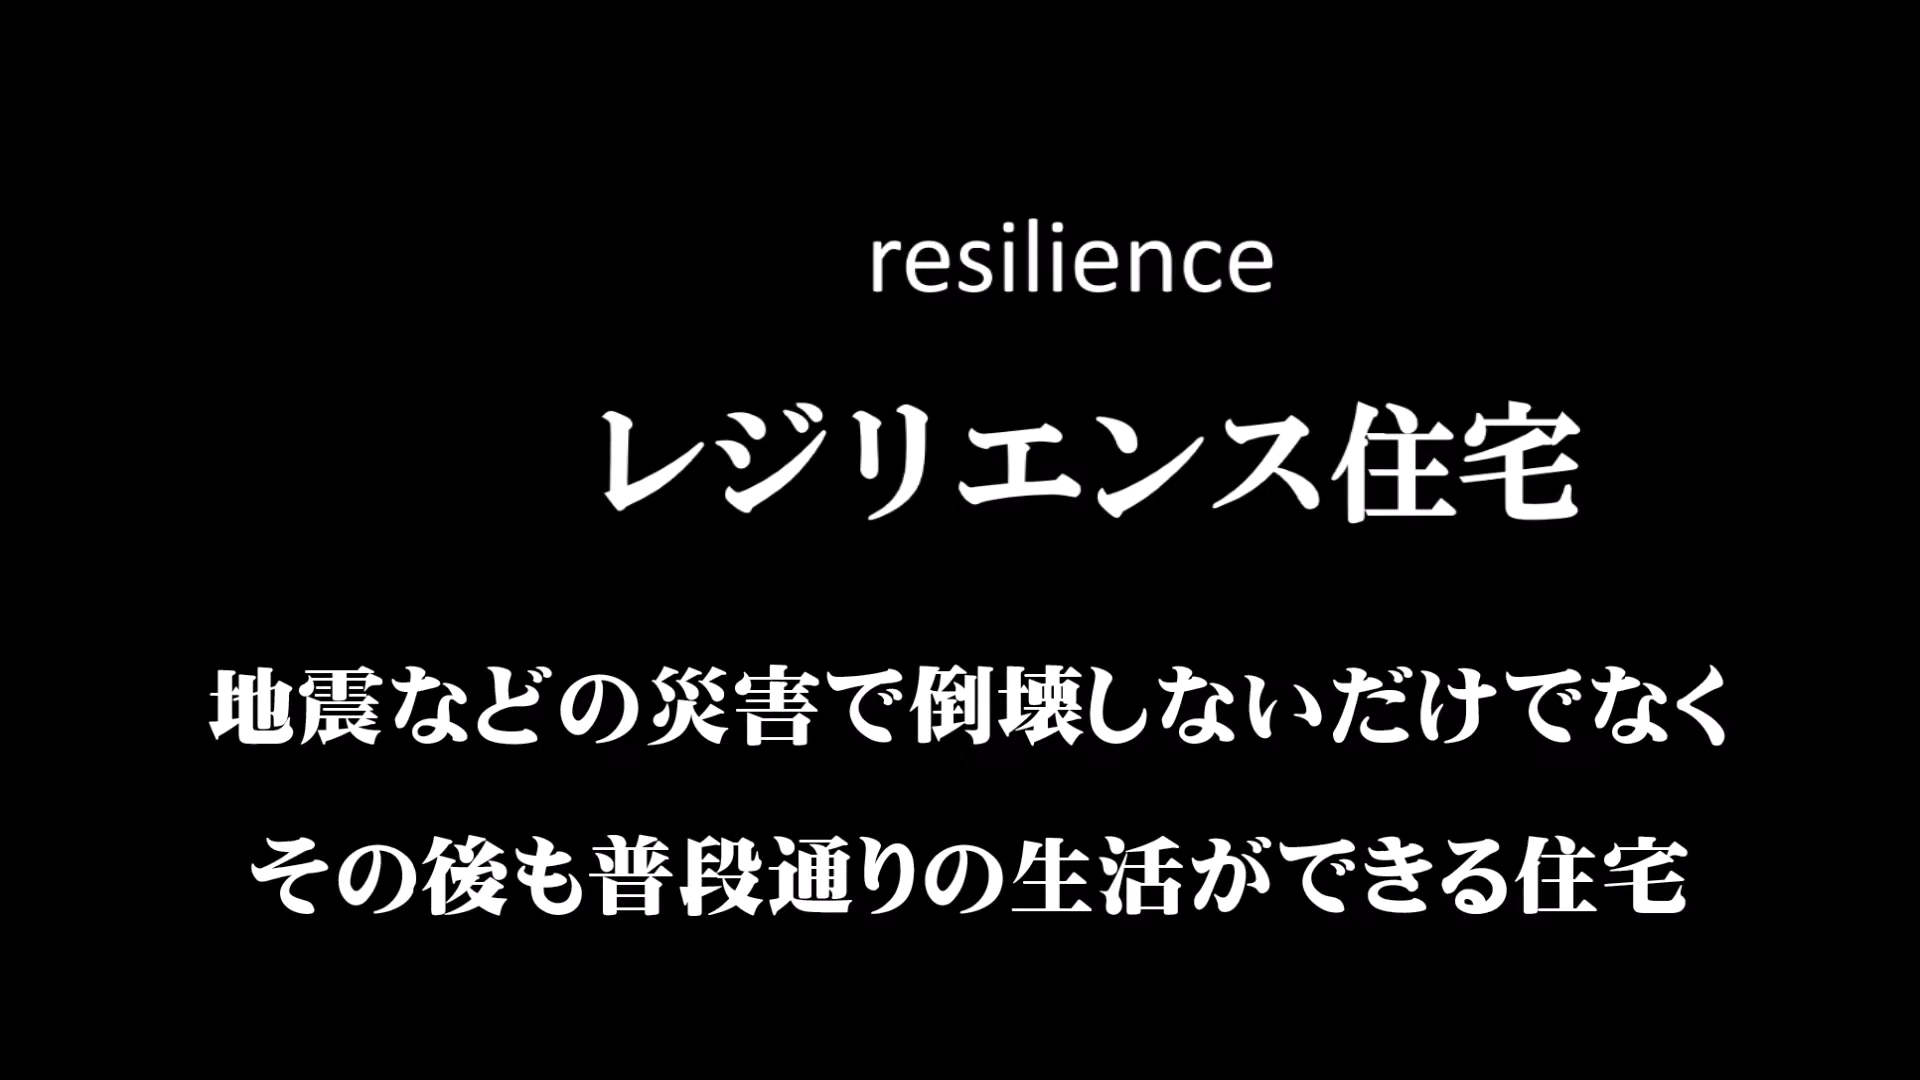 resilience
レジリエンス住宅
地震などの災害で倒壊しないだけでなく
その後も普段通りの生活ができる住宅